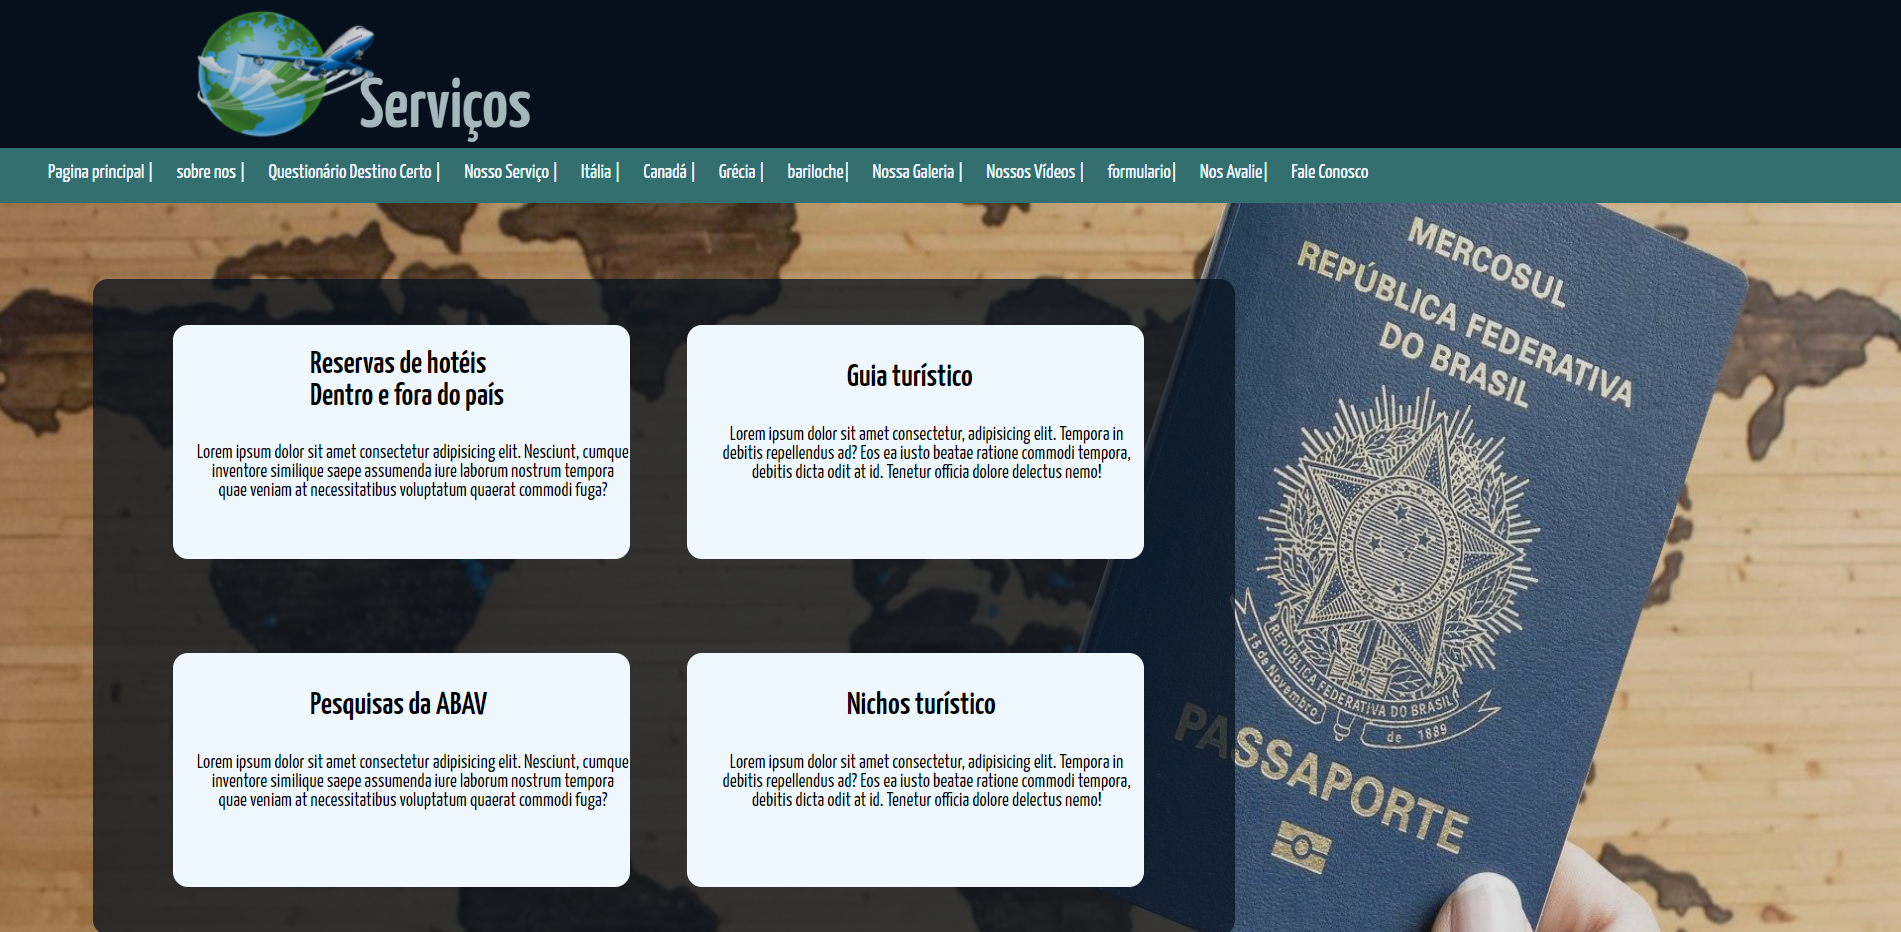 Serviços
Pagina principal | sobre nos | Questionário Destino Certo | Nosso Serviço | Itália | Canadá | Grécia | bariloche| Nossa Galeria | Nossos Vídeos | formulario| Nos Avalie| Fale Conosco
Reservas de hotéis
Dentro e fora do país
Lorem ipsum dolor sit amet consectetur adipisicing elit. Nesciunt, cumque
inventore similique saepe assumenda iure laborum nostrum tempora
quae veniam at necessitatibus voluptatum quaerat commodi fuga?
Guia turístico
Lorem ipsum dolor sit amet consectetur, adipisicing elit. Tempora in
debitis repellendus ad? Eos ea iusto beatae ratione commodi tempora,
debitis dicta odit at id. Tenetur officia dolore delectus nemo!
Pesquisas da ABAV
Lorem ipsum dolor sit amet consectetur adipisicing elit. Nesciunt, cumque
inventore similique saepe assumenda iure laborum nostrum tempora
quae veniam at necessitatibus voluptatum quaerat commodi fuga?
Nichos turístico
Lorem ipsum dolor sit amet consectetur, adipisicing elit. Tempora in
debitis repellendus ad? Eos ea iusto beatae ratione commodi tempora,
debitis dicta odit at id. Tenetur officia dolore delectus nemo!
MERCOSUL
REPÚBLICA FEDERATIVA
DO BRASIL
REPÚBLICA FEDERATIVA DO BRASIL
15 de Novembro
de 1889
PASSAPORTE